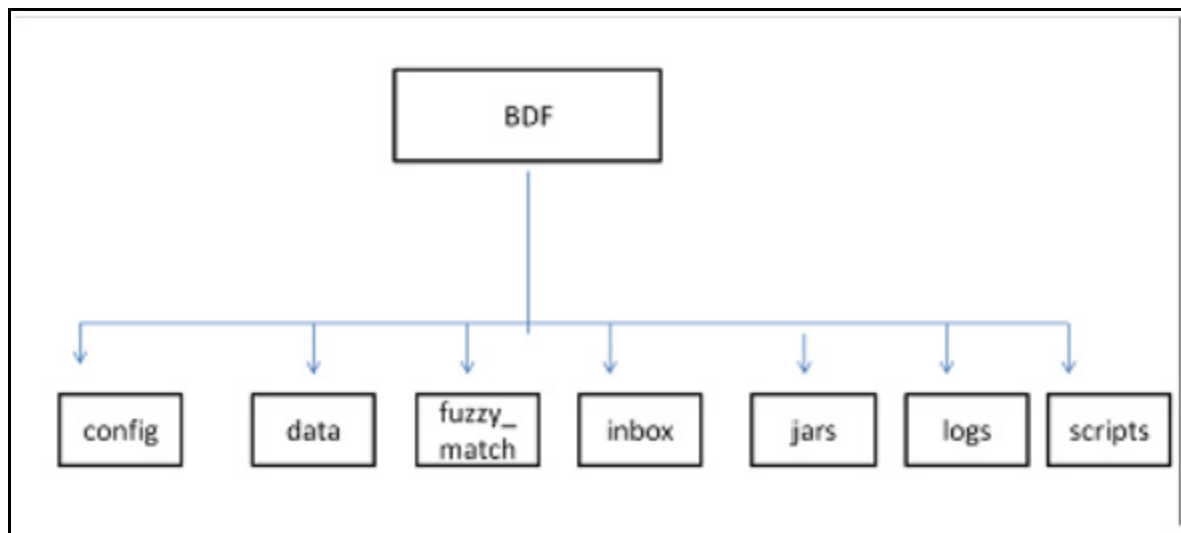 BDF
config
data
fuzzy_
match
inbox
jars
logs
scripts